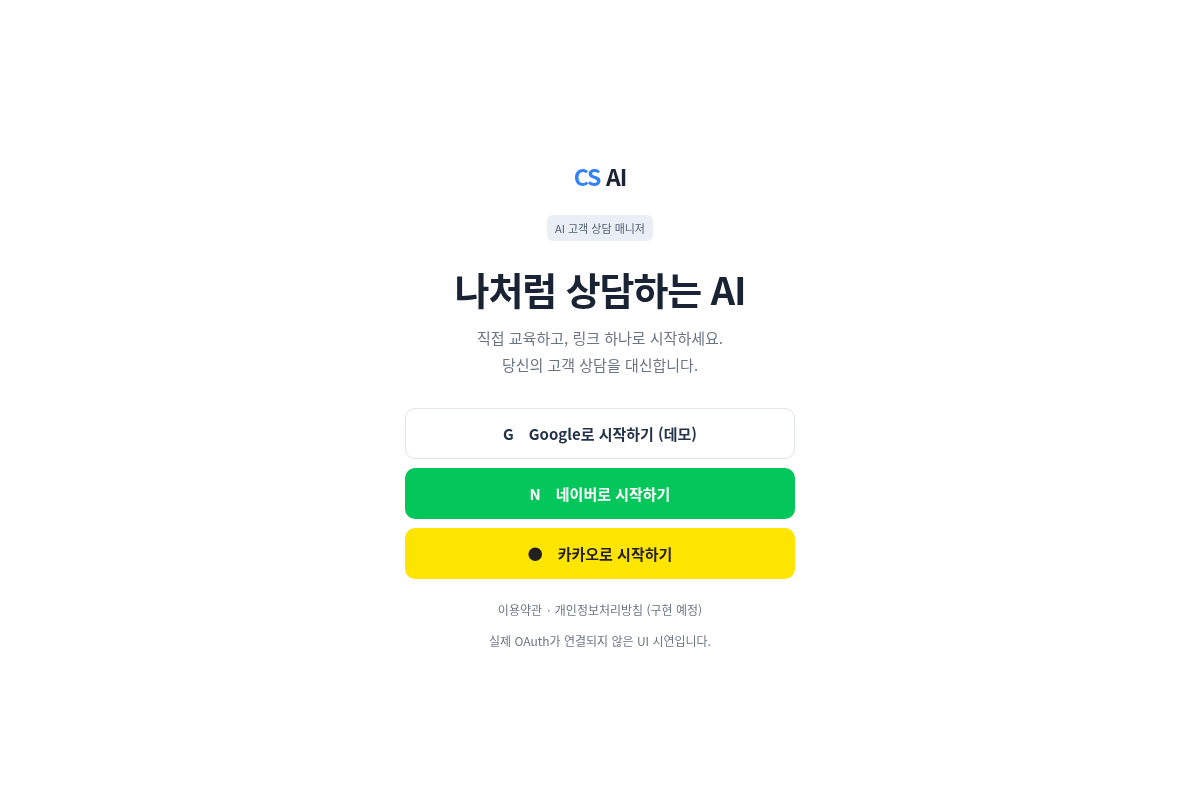 CS AI
AI 고객 상담 매니저
나처럼 상담하는 AI
직접 교육하고, 링크 하나로 시작하세요.
당신의 고객 상담을 대신합니다.
G Google로 시작하기 (데모)
N 네이버로 시작하기
● 카카오로 시작하기
이용약관 · 개인정보처리방침 (구현 예정)
실제 OAuth가 연결되지 않은 UI 시연입니다.